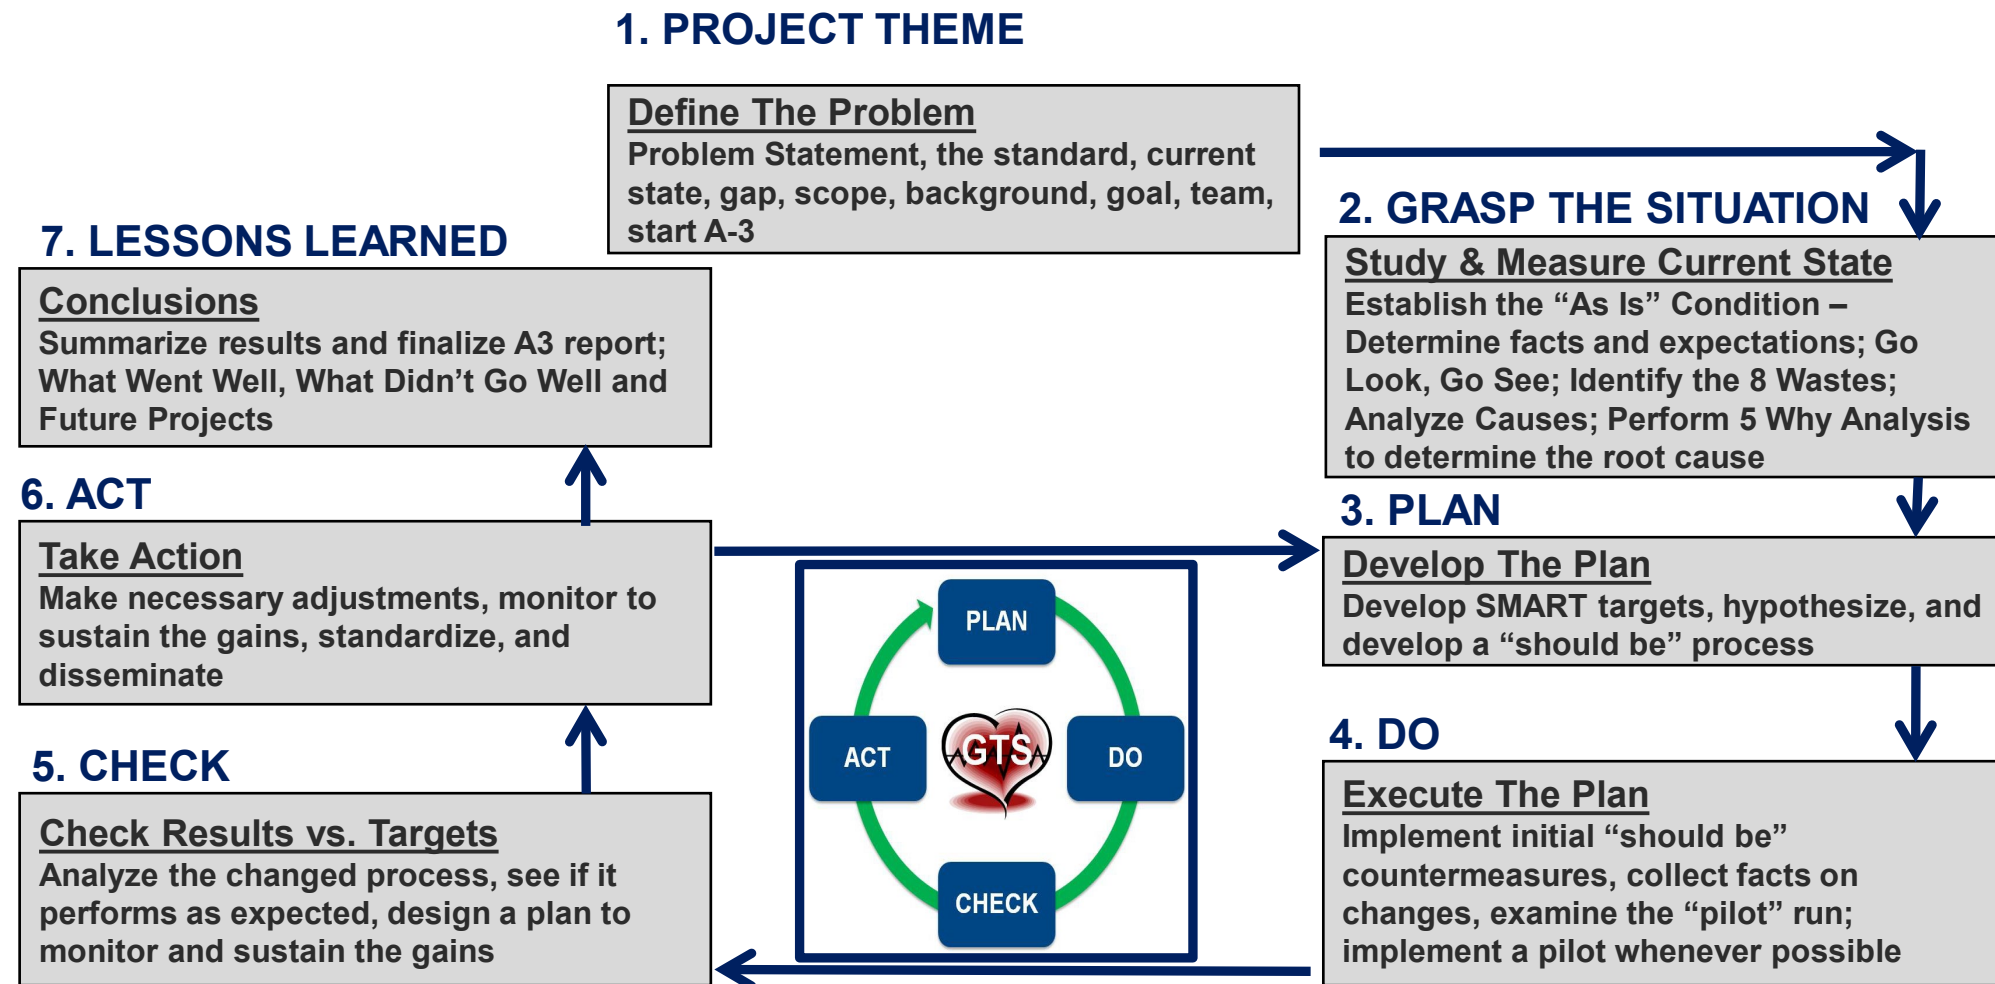 1. PROJECT THEME
Define The Problem
Problem Statement, the standard, current
state, gap, scope, background, goal, team,
start A-3
2. GRASP THE SITUATION
Study & Measure Current State
Establish the “As Is” Condition –
Determine facts and expectations; Go
Look, Go See; Identify the 8 Wastes;
Analyze Causes; Perform 5 Why Analysis
to determine the root cause
3. PLAN
Develop The Plan
Develop SMART targets, hypothesize, and
develop a “should be” process
4. DO
Execute The Plan
Implement initial “should be”
countermeasures, collect facts on
changes, examine the “pilot” run;
implement a pilot whenever possible
5. CHECK
Check Results vs. Targets
Analyze the changed process, see if it
performs as expected, design a plan to
monitor and sustain the gains
6. ACT
Take Action
Make necessary adjustments, monitor to
sustain the gains, standardize, and
disseminate
7. LESSONS LEARNED
Conclusions
Summarize results and finalize A3 report;
What Went Well, What Didn’t Go Well and
Future Projects
PLAN
DO
CHECK
ACT
GTS